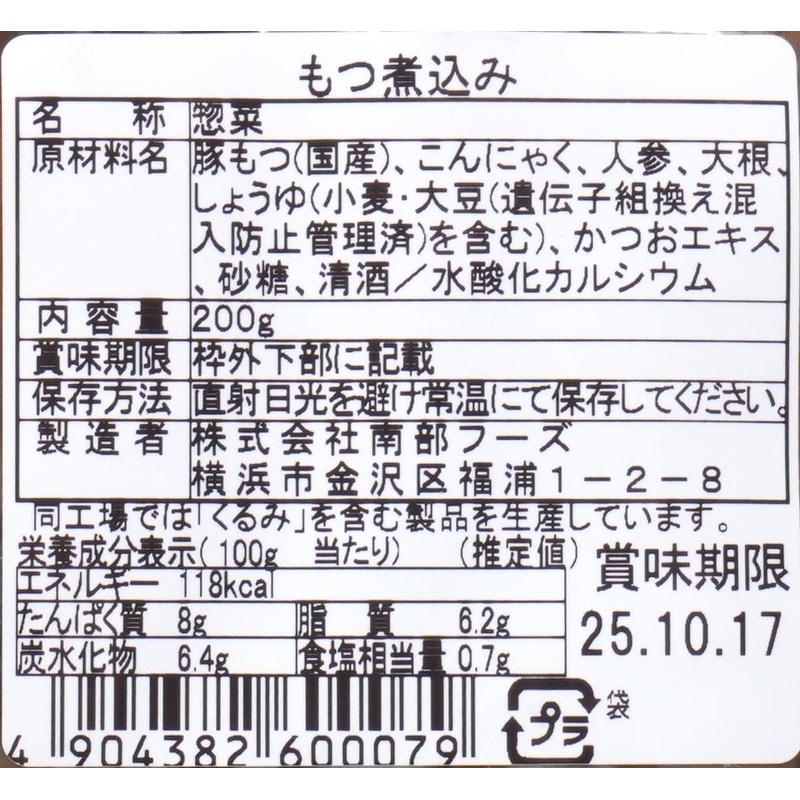 もつ煮込み
名称 惣菜
原材料名 豚もつ(国産)、こんにゃく、人参、大根、
しょうゆ(小麦・大豆(遺伝子組換え混
入防止管理済)を含む)、かつおエキス
、砂糖、清酒／水酸化カルシウム
内容量 200g
賞味期限 枠外下部に記載
保存方法 直射日光を避け常温にて保存してください。
製造者 株式会社南部フーズ
横浜市金沢区福浦1-2-8
同工場では「くるみ」を含む製品を生産しています。
栄養成分表示(100g 当たり) (推定値)
エネルギー 118kcal
たんぱく質 8g 脂質 6.2g
炭水化物 6.4g 食塩相当量 0.7g
賞味期限
25.10.17
4 904382 600079
プラ
袋